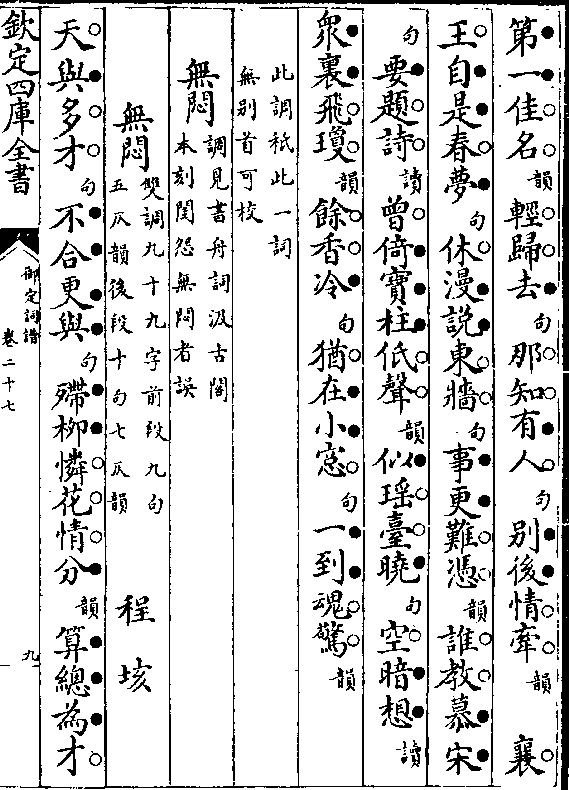 第一佳名韻輕歸去句那知有人句别後情牽韻襄
王自是春夢句休漫說東牆句事更難憑韻誰教慕宋
句要題詩讀曾倚寶柱低聲韻似瑶臺曉句空暗想讀
衆裏飛瓊韻餘香冷句猶在小窓句一到魂驚韻
此調祇此一詞
無别首可校
無悶調見書舟詞汲古閣
本刻閨怨無悶者誤
無悶雙調九十九字前段九句
五仄韻後段十句七仄韻
程垓
天與多才句不合更與句殢柳憐花情分韻算總為才
欽定四庫全書
御定詞譜
卷二十七
九